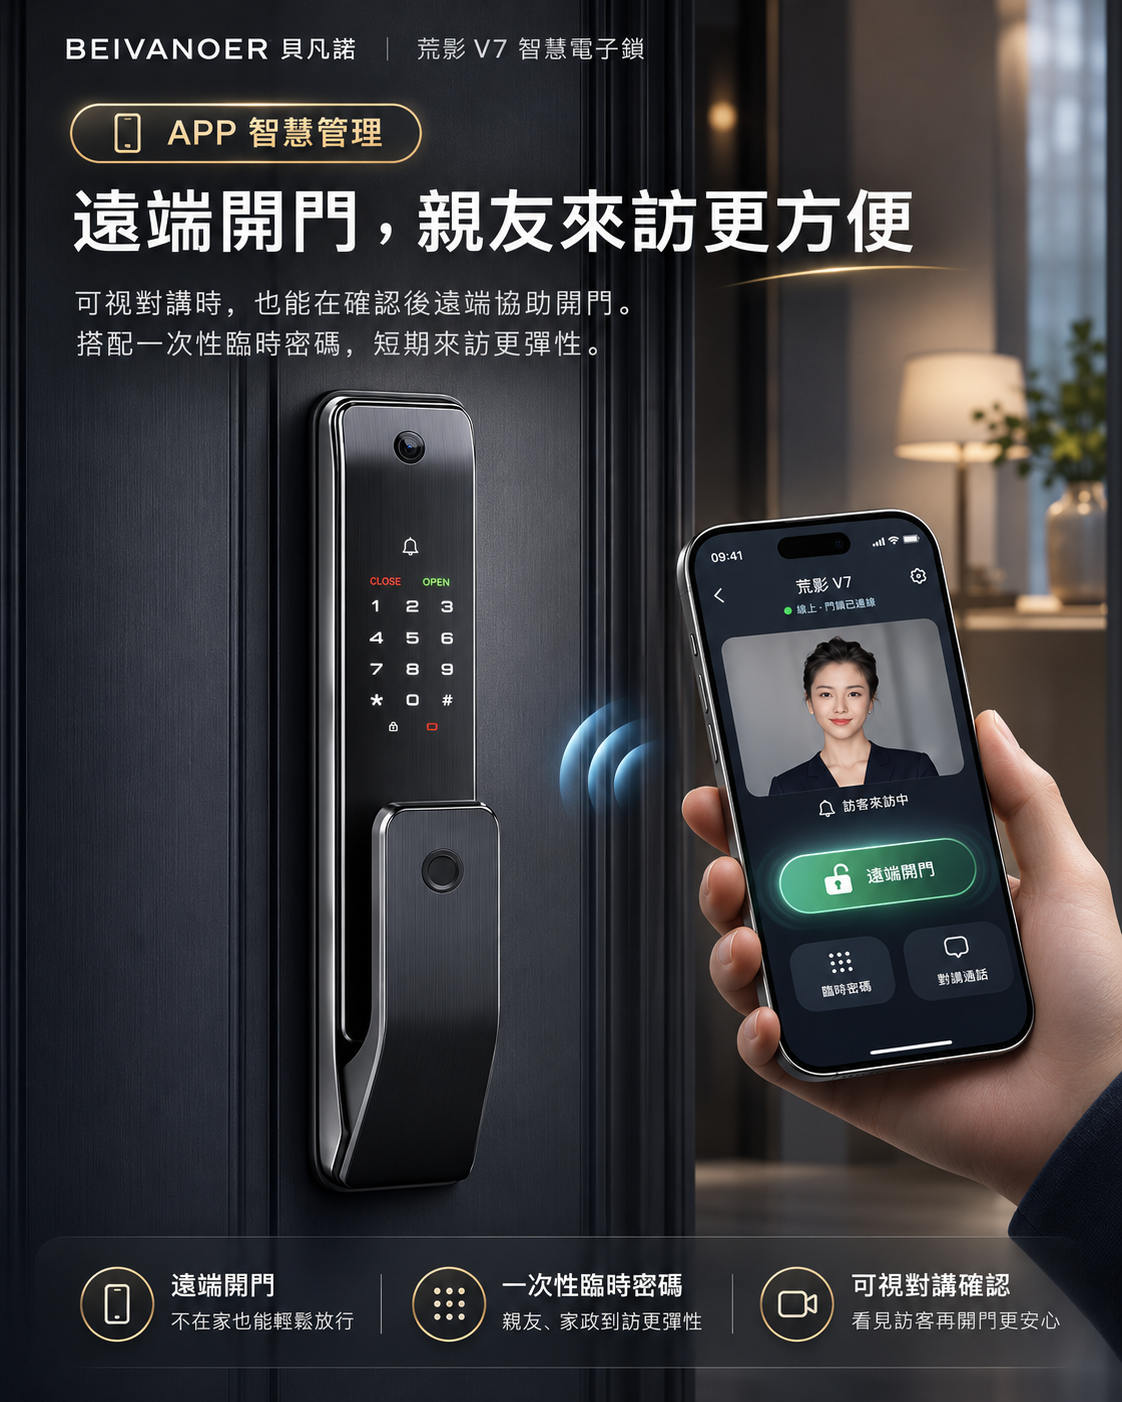 BEIVANOER 貝凡諾 | 荒影 V7 智慧電子鎖
APP 智慧管理
遠端開門，親友來訪更方便
可視對講時，也能在確認後遠端協助開門。
搭配一次性臨時密碼，短期來訪更彈性。
CLOSE OPEN
1 2 3
4 5 6
7 8 9
* 0 #
09:41
荒影 V7
線上 · 門鎖已連線
訪客來訪中
遠端開門
臨時密碼
對講通話
遠端開門
不在家也能輕鬆放行
一次性臨時密碼
親友、家政到訪更彈性
可視對講確認
看見訪客再開門更安心